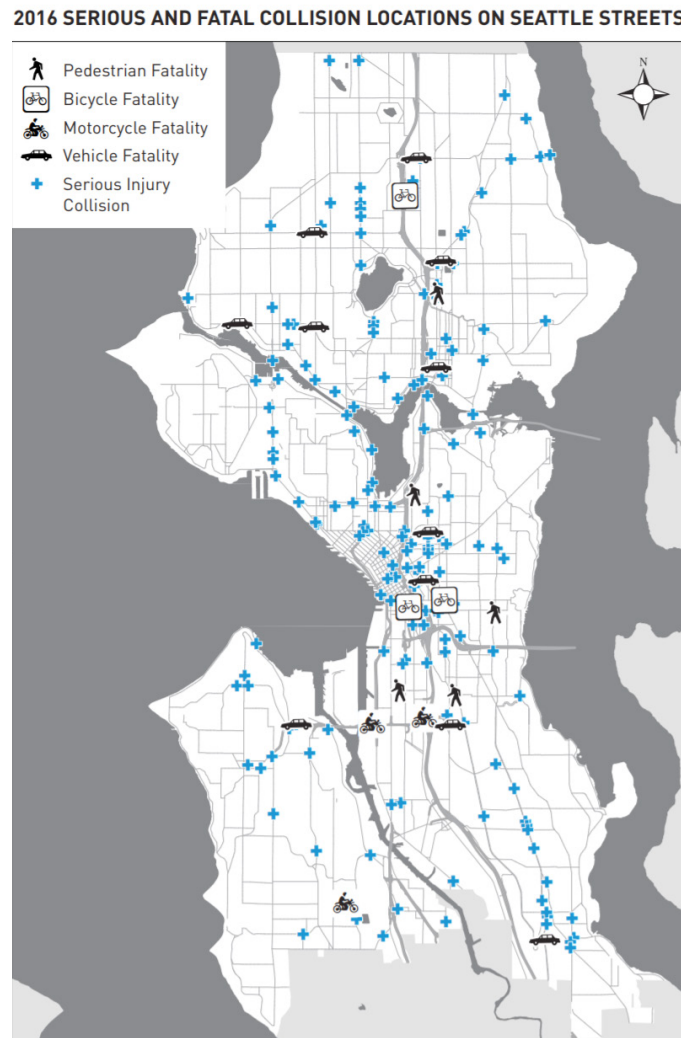 2016 SERIOUS AND FATAL COLLISION LOCATIONS ON SEATTLE STREETS
N
Pedestrian Fatality
Bicycle Fatality
Motorcycle Fatality
Vehicle Fatality
Serious Injury
Collision